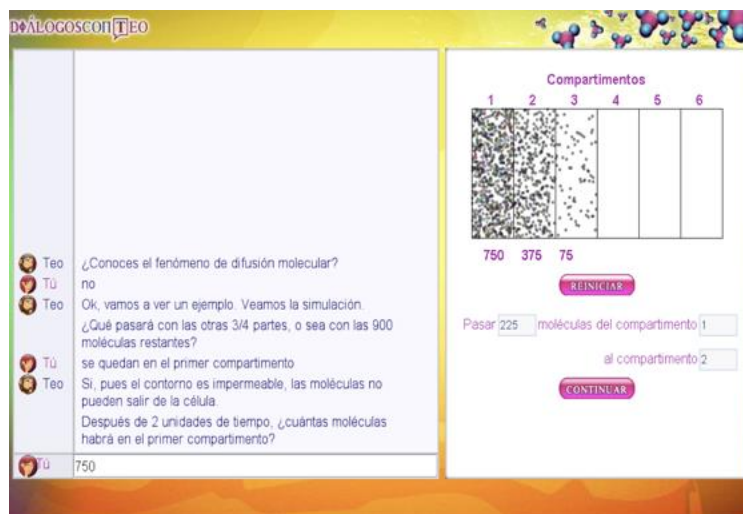 DIÁLOGOSCONTEO
Teo ¿Conoces el fenómeno de difusión molecular?
Tú no
Teo Ok, vamos a ver un ejemplo. Veamos la simulación.
¿Qué pasará con las otras 3/4 partes, o sea con las 900
moléculas restantes?
Tú se quedan en el primer compartimento
Teo Si, pues el contorno es impermeable, las moléculas no
pueden salir de la célula.
Después de 2 unidades de tiempo, ¿cuántas moléculas
habrá en el primer compartimento?
Tú 750
Compartimentos
1 2 3 4 5 6
750 375 75
REINICIAR
Pasar 225 moléculas del compartimento 1
al compartimento 2
CONTINUAR